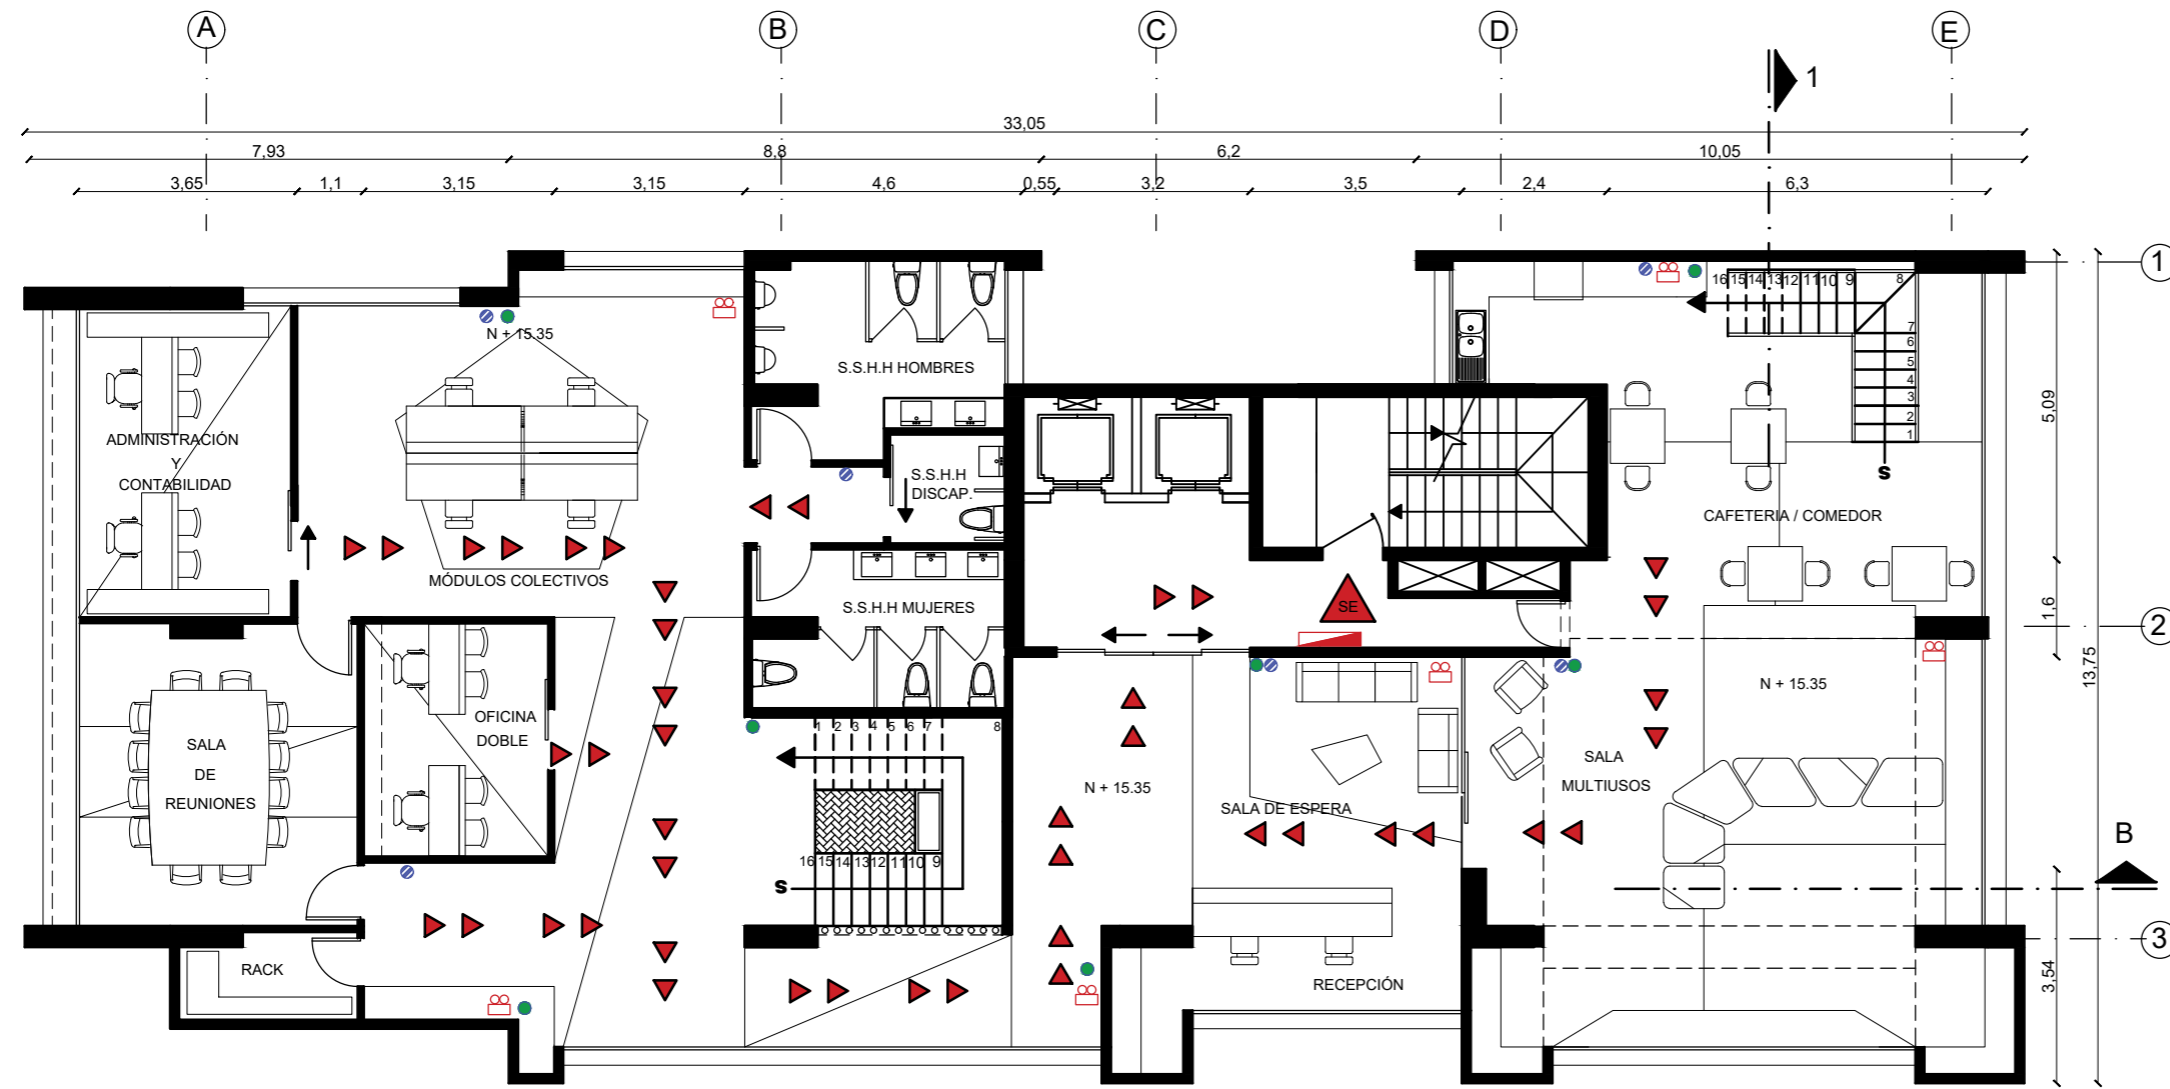 A B C D E
1
33,05
7,93 8,8 6,2 10,05
3,65 1,1 3,15 3,15 4,6 0,55 3,2 3,5 2,4 6,3
1
16 15 14 13 12 11 10 9 8
7
6
5
4
3
2
1
s
N + 15.35
S.S.H.H HOMBRES
5,09
ADMINISTRACIÓN
Y
CONTABILIDAD
S.S.H.H
DISCAP.
CAFETERIA / COMEDOR
MÓDULOS COLECTIVOS
S.S.H.H MUJERES
SE
1,6
2
13,75
N + 15.35
OFICINA
DOBLE
1 2 3 4 5 6 7 8
SALA
DE
REUNIONES
SALA
MULTIUSOS
N + 15.35
SALA DE ESPERA
B
16 15 14 13 12 11 10 9
s
3
RACK
RECEPCIÓN
3,54